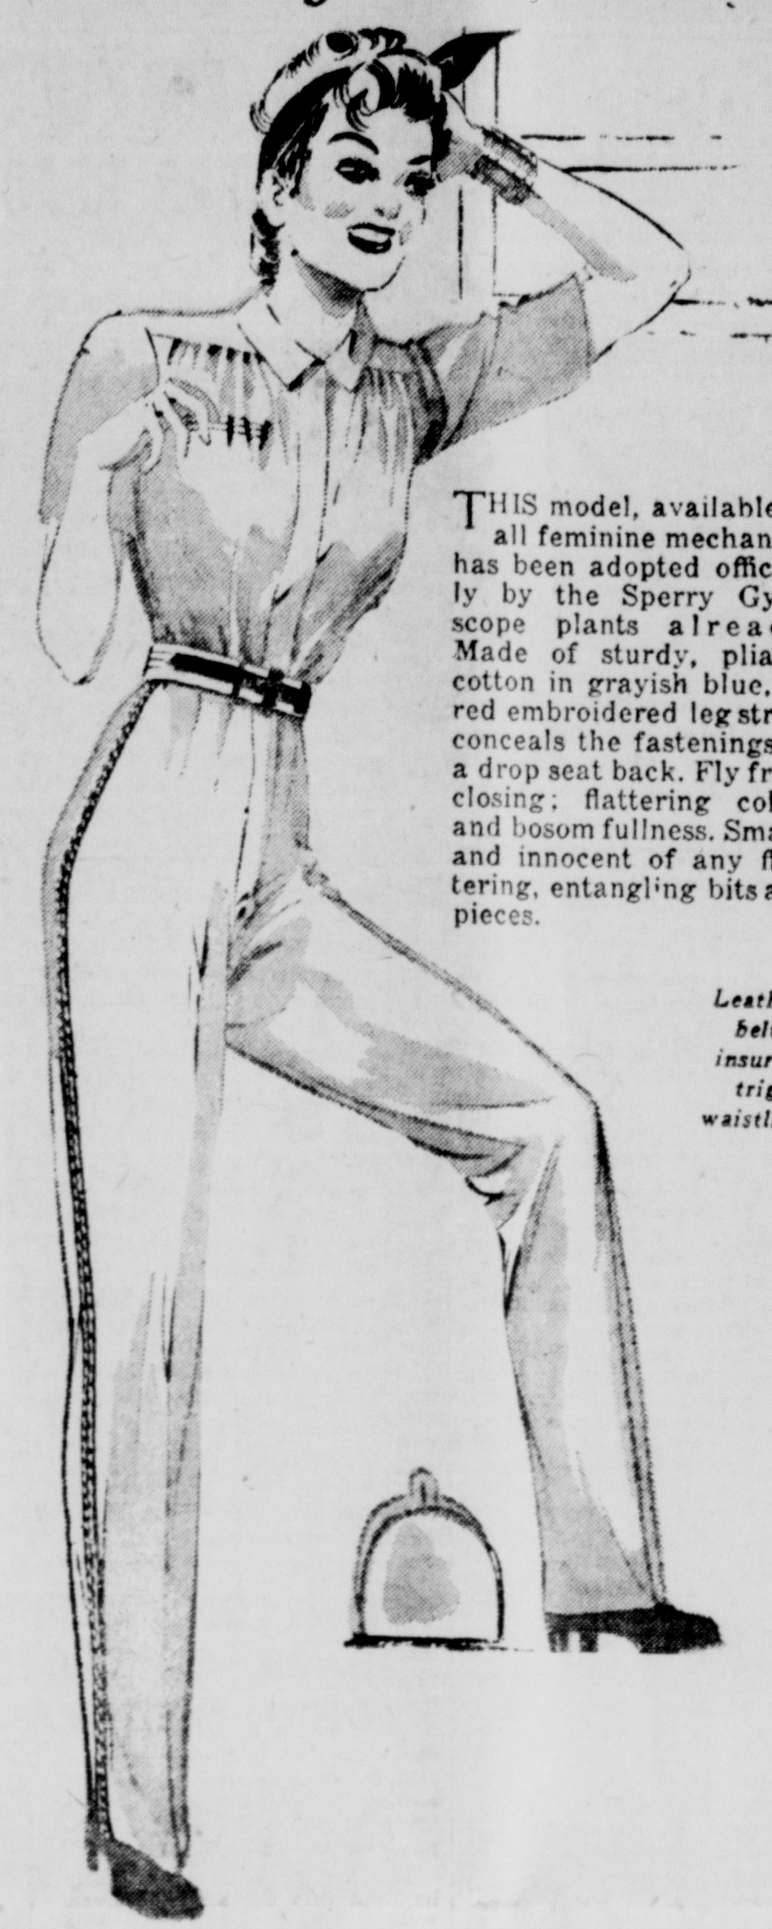 THIS model, available
all feminine mechan
has been adopted offic
ly by the Sperry Gy
scope plants alrea
Made of sturdy, plia
cotton in grayish blue,
red embroidered leg str
conceals the fastenings
a drop seat back. Fly fr
closing; flattering col
and bosom fullness. Sma
and innocent of any fl
tering, entangling bits a
pieces.
Leath
bel
insur
trig
waistl